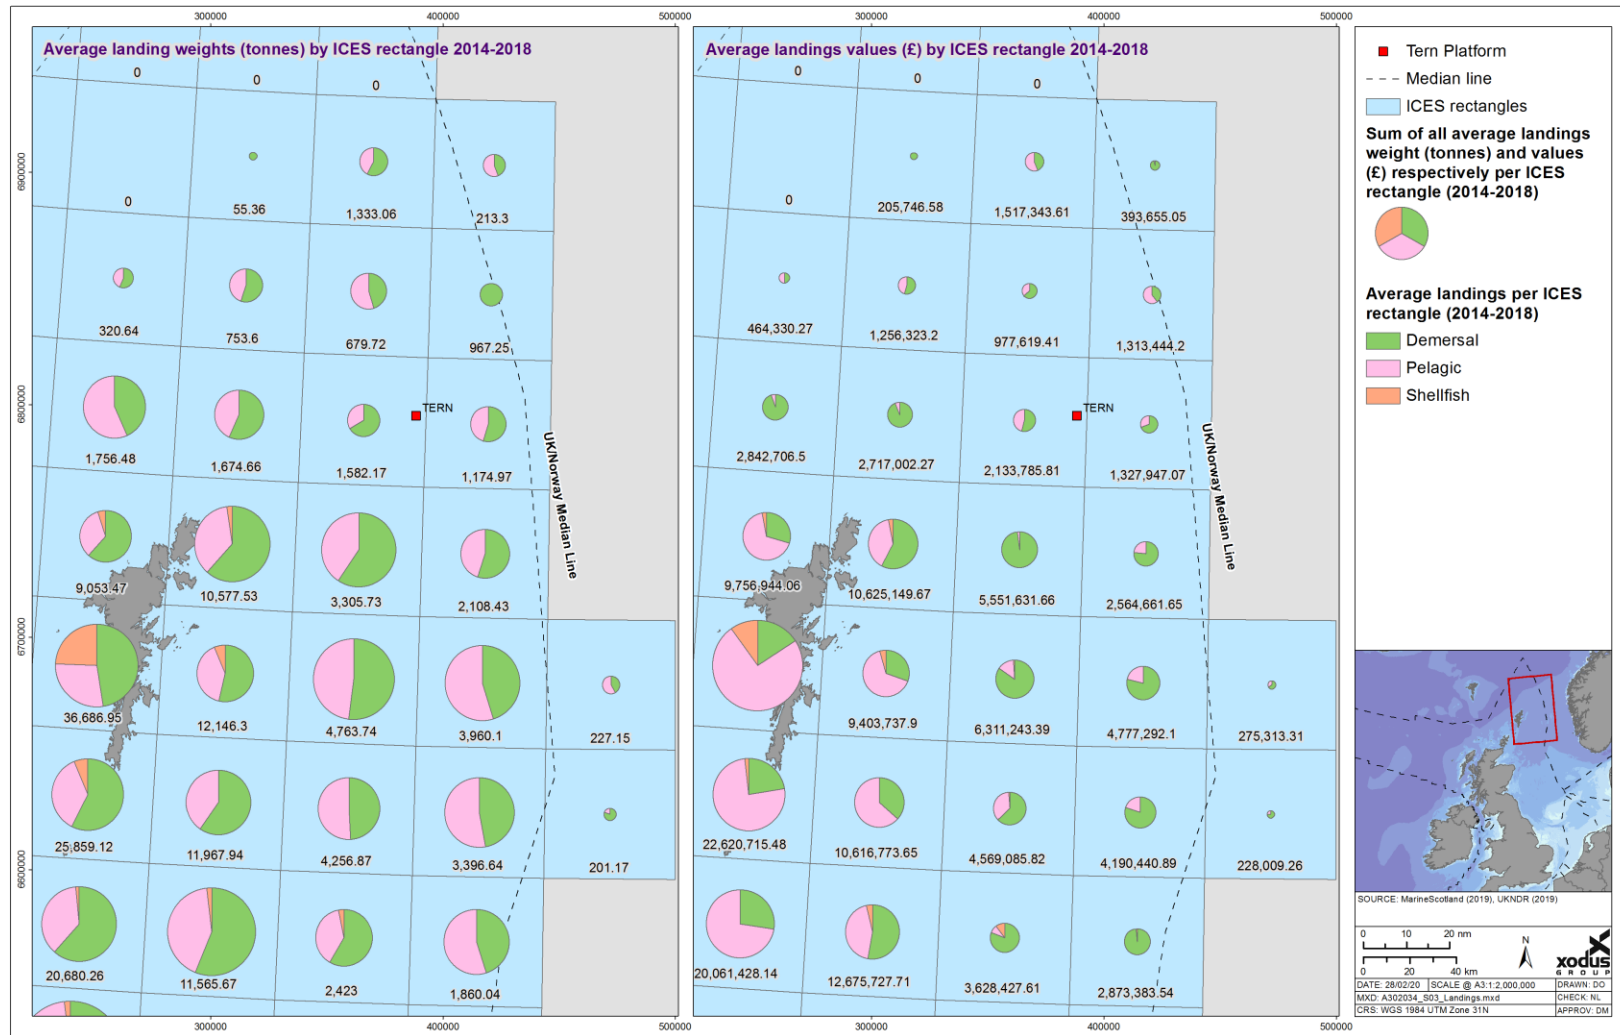 300000 400000 500000 300000 400000 500000
Average landing weights (tonnes) by ICES rectangle 2014-2018
0
0
0
6900000
55.36
1,333.06
213.3
0
320.64
753.6
679.72
967.25
6800000
TERN
1,756.48
1,674.66
1,582.17
1,174.97
UK/Norway Median Line
9,053.47
10,577.53
3,305.73
2,108.43
6700000
36,686.95
12,146.3
4,763.74
3,960.1
227.15
25,859.12
11,967.94
4,256.87
3,396.64
201.17
6600000
20,680.26
11,565.67
2,423
1,860.04
Average landings values (£) by ICES rectangle 2014-2018
0
0
0
205,746.58
1,517,343.61
393,655.05
0
464,330.27
1,256,323.2
977,619.41
1,313,444.2
TERN
2,842,706.5
2,717,002.27
2,133,785.81
1,327,947.07
UK/Norway Median Line
9,756,944.06
10,625,149.67
5,551,631.66
2,564,661.65
9,403,737.9
6,311,243.39
4,777,292.1
275,313.31
22,620,715.48
10,616,773.65
4,569,085.82
4,190,440.89
228,009.26
20,061,428.14
12,675,727.71
3,628,427.61
2,873,383.54
300000 400000 500000 300000 400000 500000
Tern Platform
Median line
ICES rectangles
Sum of all average landings
weight (tonnes) and values
(£) respectively per ICES
rectangle (2014-2018)
Average landings per ICES
rectangle (2014-2018)
Demersal
Pelagic
Shellfish
SOURCE: MarineScotland (2019), UKNDR (2019)
0 10 20 nm
0 20 40 km
N
xodus
GROUP
DATE: 28/02/20 SCALE @ A3:1:2,000,000 DRAWN: DO
MXD: A302034_S03_Landings.mxd CHECK: NL
CRS: WGS 1984 UTM Zone 31N APPROV: DM